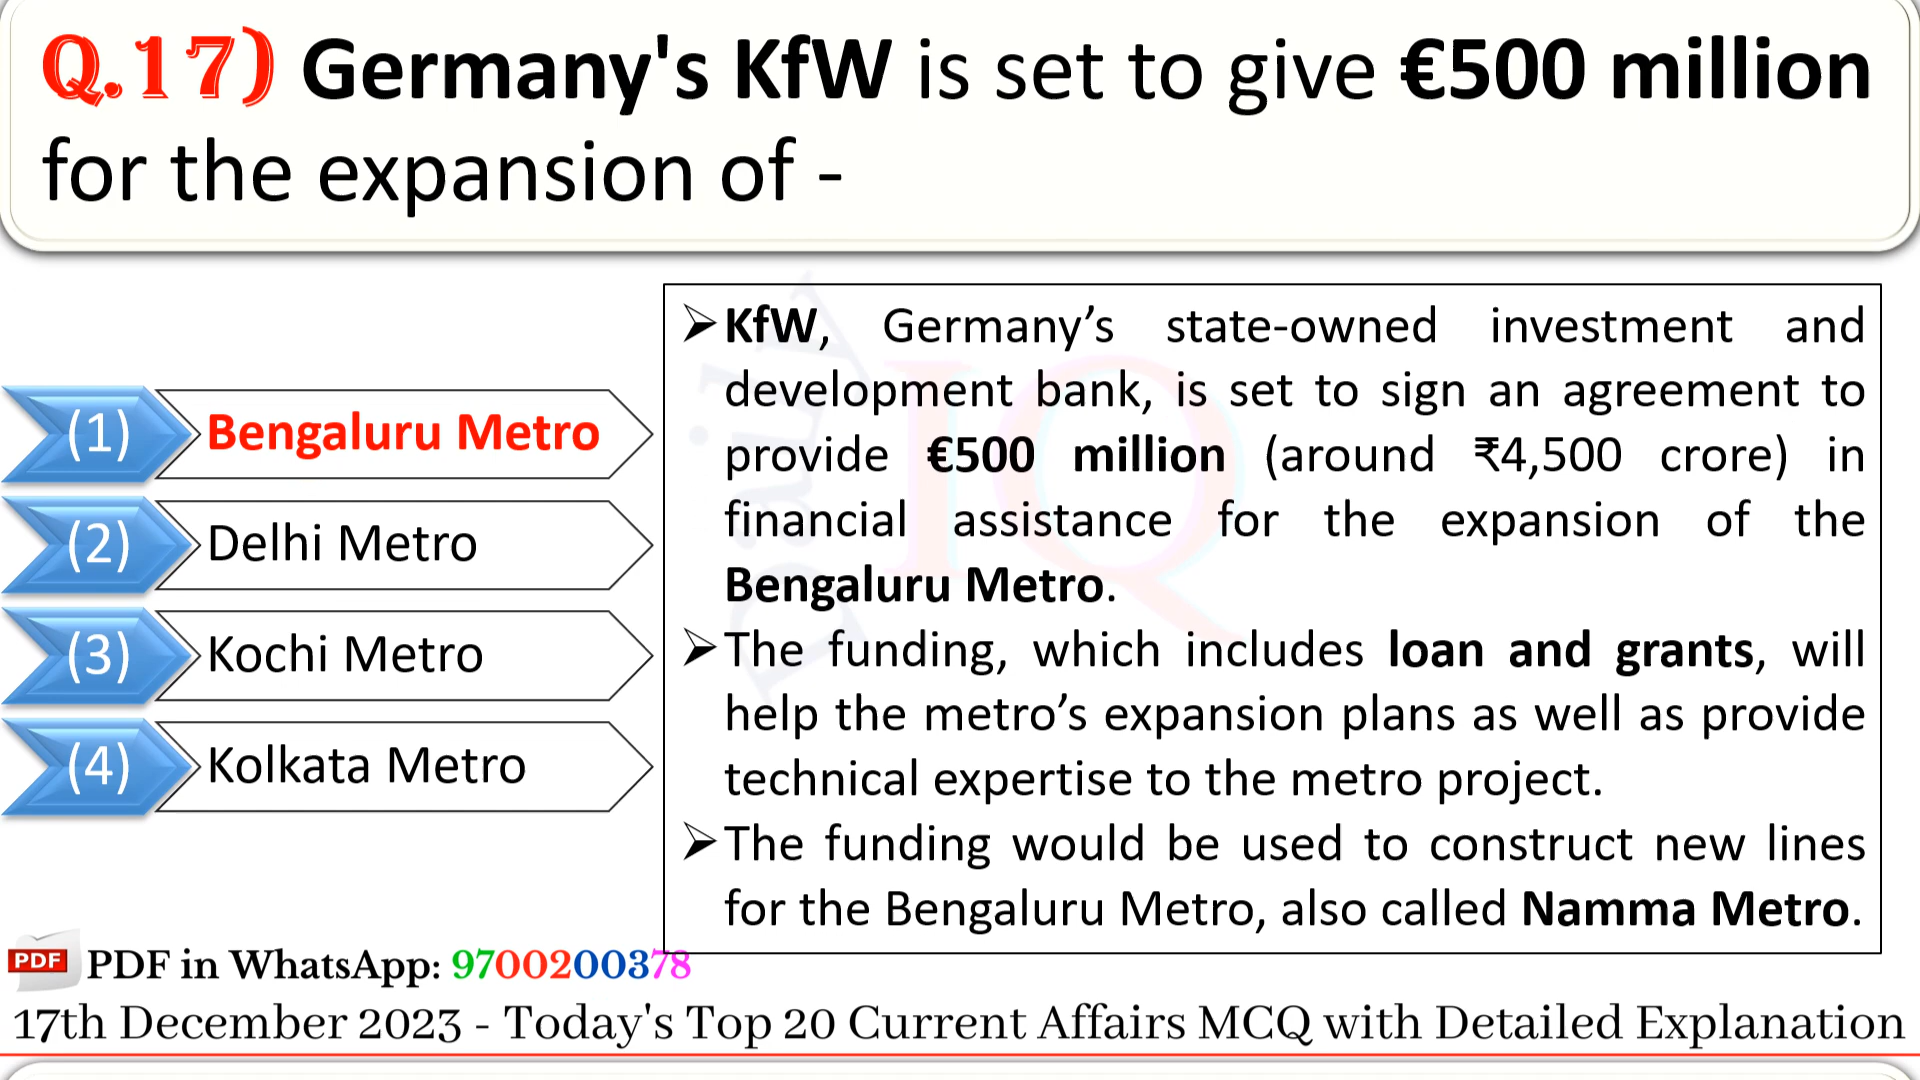 Q.17) Germany's KfW is set to give €500 million
for the expansion of -
(1) Bengaluru Metro
(2) Delhi Metro
(3) Kochi Metro
(4) Kolkata Metro
➢KfW, Germany’s state-owned investment and
development bank, is set to sign an agreement to
provide €500 million (around ₹4,500 crore) in
financial assistance for the expansion of the
Bengaluru Metro.
➢The funding, which includes loan and grants, will
help the metro’s expansion plans as well as provide
technical expertise to the metro project.
➢The funding would be used to construct new lines
for the Bengaluru Metro, also called Namma Metro.
Daily IQ
PDF PDF in WhatsApp: 9700200378
17th December 2023 - Today's Top 20 Current Affairs MCQ with Detailed Explanation